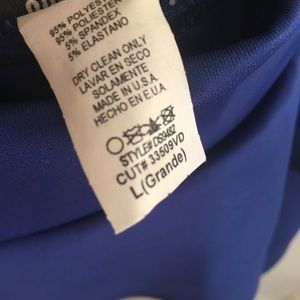 95% POLYESTER
95% POLIESTER
5% SPANDEX
5% ELASTANO
DRY CLEAN ONLY
LAVAR EN SECO
SOLAMENTE
MADE IN U.S.A.
HECHO EN E.U.A.
STYLE# DS9482
CUT# 33509VD
L(Grande)